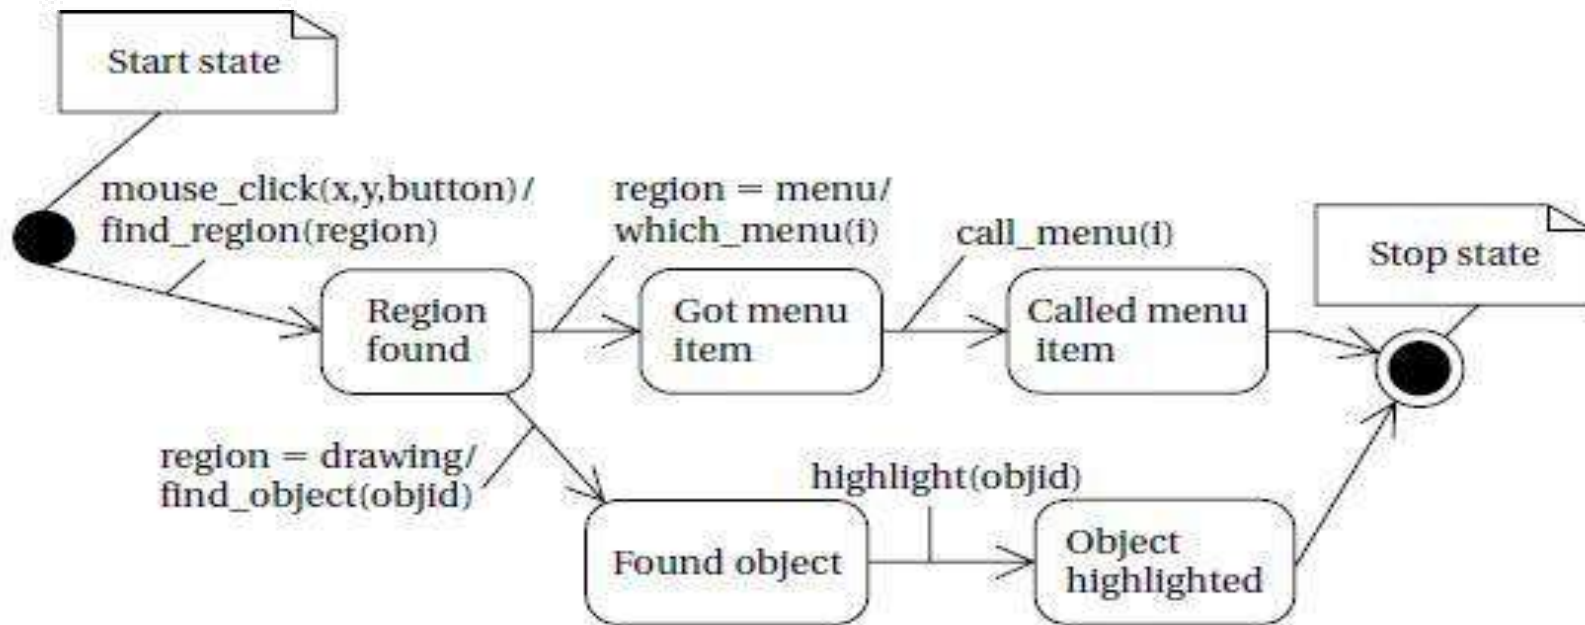 Start state
mouse_click(x,y,button)/
find_region(region)
region = menu/
which_menu(i)
call_menu(i)
Stop state
Region
found
Got menu
item
Called menu
item
region = drawing/
find_object(objid)
highlight(objid)
Found object
Object
highlighted